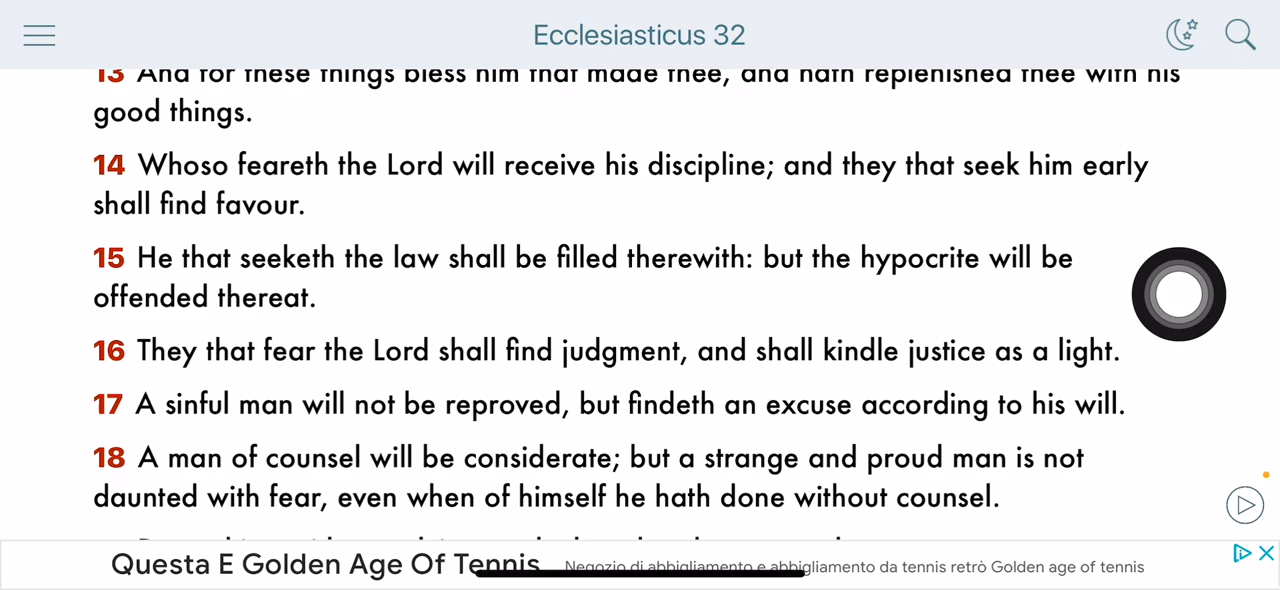 Ecclesiasticus 32
13 And for these things bless him that made thee, and hath replenished thee with his
good things.
14 Whoso feareth the Lord will receive his discipline; and they that seek him early
shall find favour.
15 He that seeketh the law shall be filled therewith: but the hypocrite will be
offended thereat.
16 They that fear the Lord shall find judgment, and shall kindle justice as a light.
17 A sinful man will not be reproved, but findeth an excuse according to his will.
18 A man of counsel will be considerate; but a strange and proud man is not
daunted with fear, even when of himself he hath done without counsel.
Questa E Golden Age Of Tennis
Negozio di abbigliamento e abbigliamento da tennis retrò Golden age of tennis